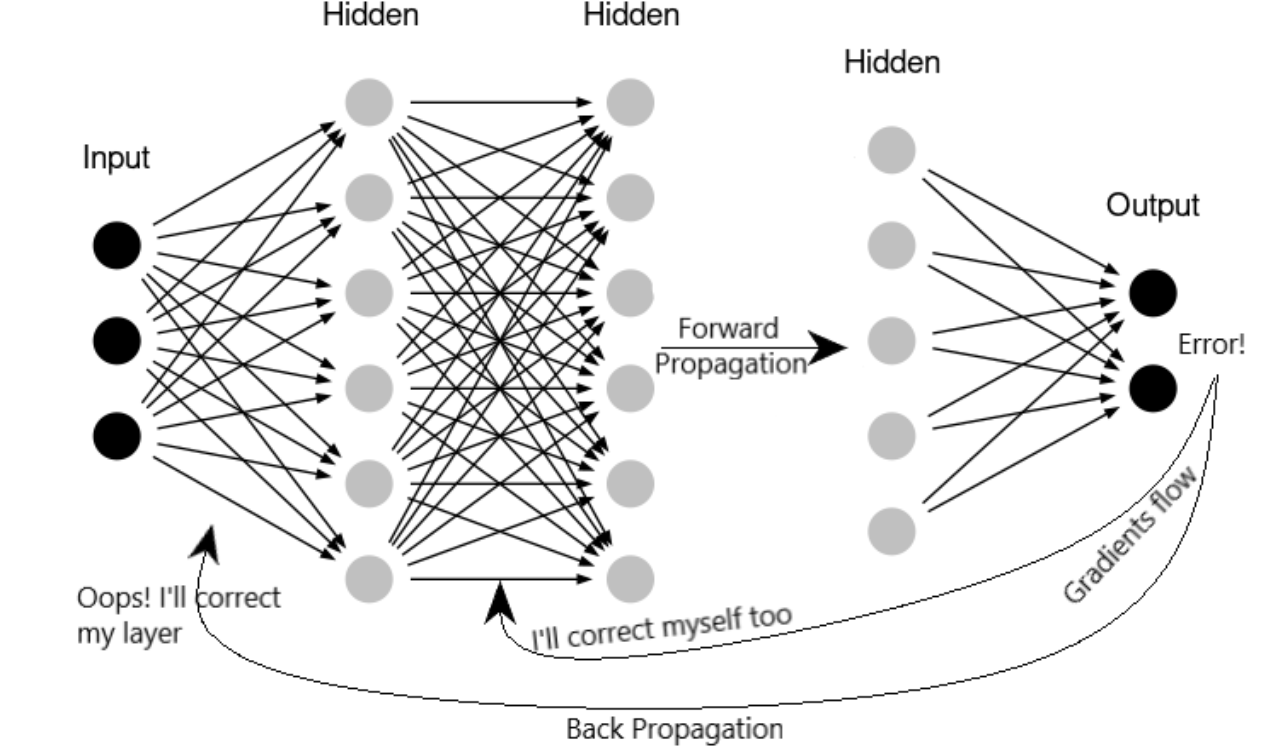 Hidden
Hidden
Hidden
Input
Output
Forward
Propagation
Error!
Gradients flow
Oops! I'll correct
my layer
I'll correct myself too
Back Propagation